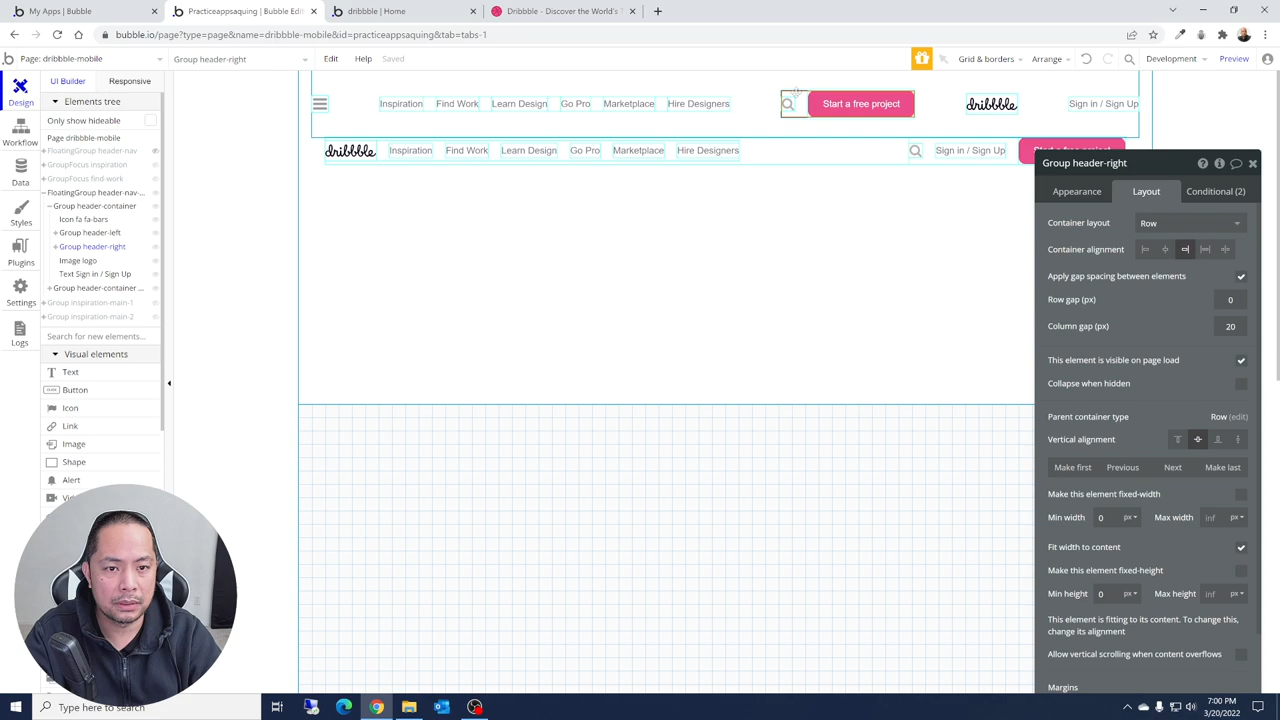 My Apps | Bubble
Practiceappsaquing | Bubble Edit
dribbble | Home
Dribbble - Discover the World's T
bubble.io/page?type=page&name=dribbble-mobile&id=practiceappsaquing&tab=tabs-1
Page: dribbble-mobile
Group header-right
Edit
Help
Saved
Grid & borders
Arrange
Development
Preview
Design
Workflow
Data
Styles
Plugins
Settings
Logs
UI Builder
Responsive
Elements tree
Only show hideable
Page dribbble-mobile
FloatingGroup header-nav
GroupFocus inspiration
GroupFocus find-work
FloatingGroup header-nav-...
Group header-container
Icon fa fa-bars
Group header-left
Group header-right
Image logo
Text Sign in / Sign Up
Group header-container ...
Group inspiration-main-1
Group inspiration-main-2
Search for new elements...
Visual elements
Text
Button
Icon
Link
Image
Shape
Alert
Inspiration Find Work Learn Design Go Pro Marketplace Hire Designers
Start a free project
dribbble
Sign in / Sign Up
dribbble
Inspiration Find Work Learn Design Go Pro Marketplace Hire Designers
Sign in / Sign Up
Group header-right
Appearance
Layout
Conditional (2)
Container layout
Row
Container alignment
Apply gap spacing between elements
Row gap (px)
0
Column gap (px)
20
This element is visible on page load
Collapse when hidden
Parent container type
Row (edit)
Vertical alignment
Make first
Previous
Next
Make last
Make this element fixed-width
Min width
0
px
Max width
inf
px
Fit width to content
Make this element fixed-height
Min height
0
px
Max height
inf
px
This element is fitting to its content. To change this,
change its alignment
Allow vertical scrolling when content overflows
Margins
Type here to search
7:00 PM
3/20/2022